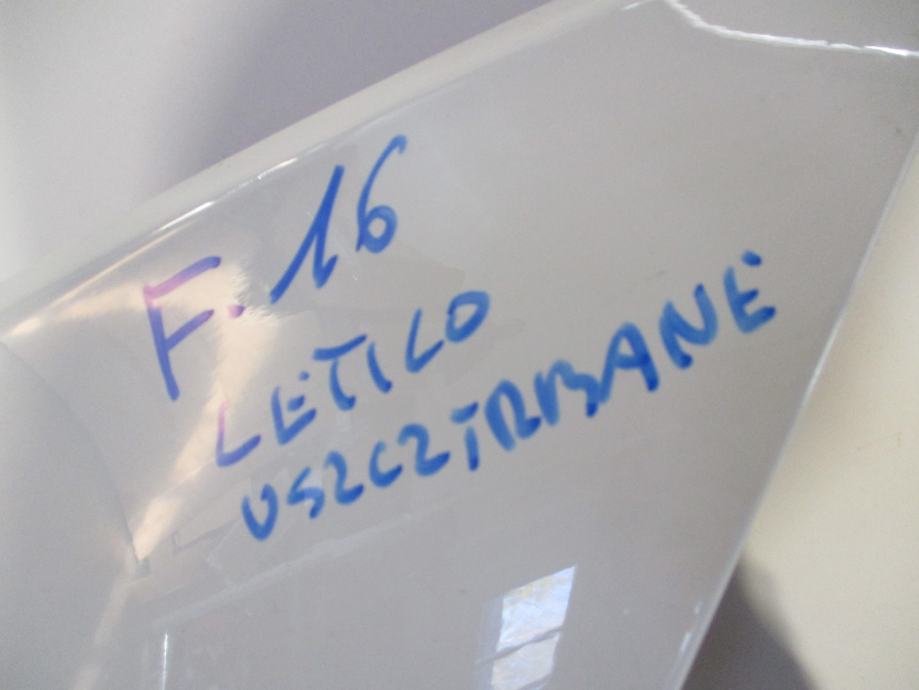 F.16
LETILO
USZCZIRBANE